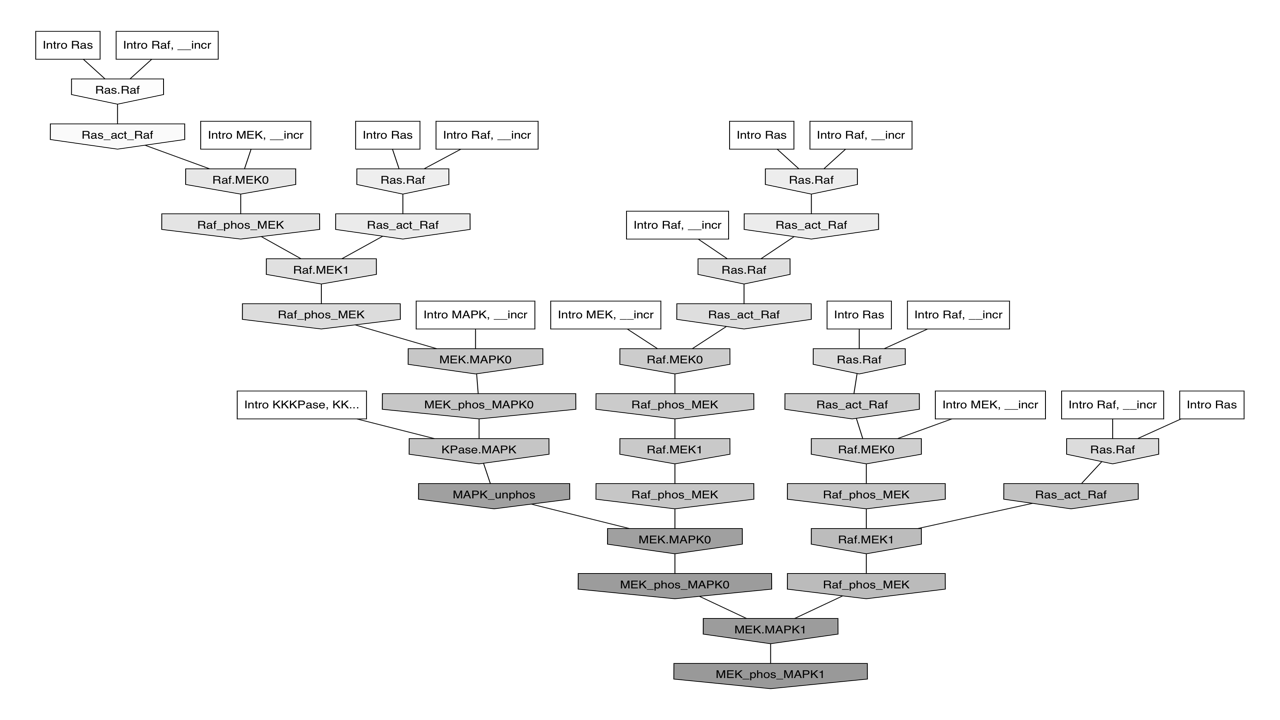 Intro Ras
Intro Raf, __incr
Ras.Raf
Ras_act_Raf
Intro MEK, __incr
Intro Ras
Intro Raf, __incr
Intro Ras
Intro Raf, __incr
Raf.MEK0
Ras.Raf
Ras.Raf
Raf_phos_MEK
Ras_act_Raf
Intro Raf, __incr
Ras_act_Raf
Raf.MEK1
Ras.Raf
Raf_phos_MEK
Intro MAPK, __incr
Intro MEK, __incr
Ras_act_Raf
Intro Ras
Intro Raf, __incr
MEK.MAPK0
Raf.MEK0
Ras.Raf
Intro KKKPase, KK...
MEK_phos_MAPK0
Raf_phos_MEK
Ras_act_Raf
Intro MEK, __incr
Intro Raf, __incr
Intro Ras
KPase.MAPK
Raf.MEK1
Raf.MEK0
Ras.Raf
MAPK_unphos
Raf_phos_MEK
Raf_phos_MEK
Ras_act_Raf
MEK.MAPK0
Raf.MEK1
MEK_phos_MAPK0
Raf_phos_MEK
MEK.MAPK1
MEK_phos_MAPK1